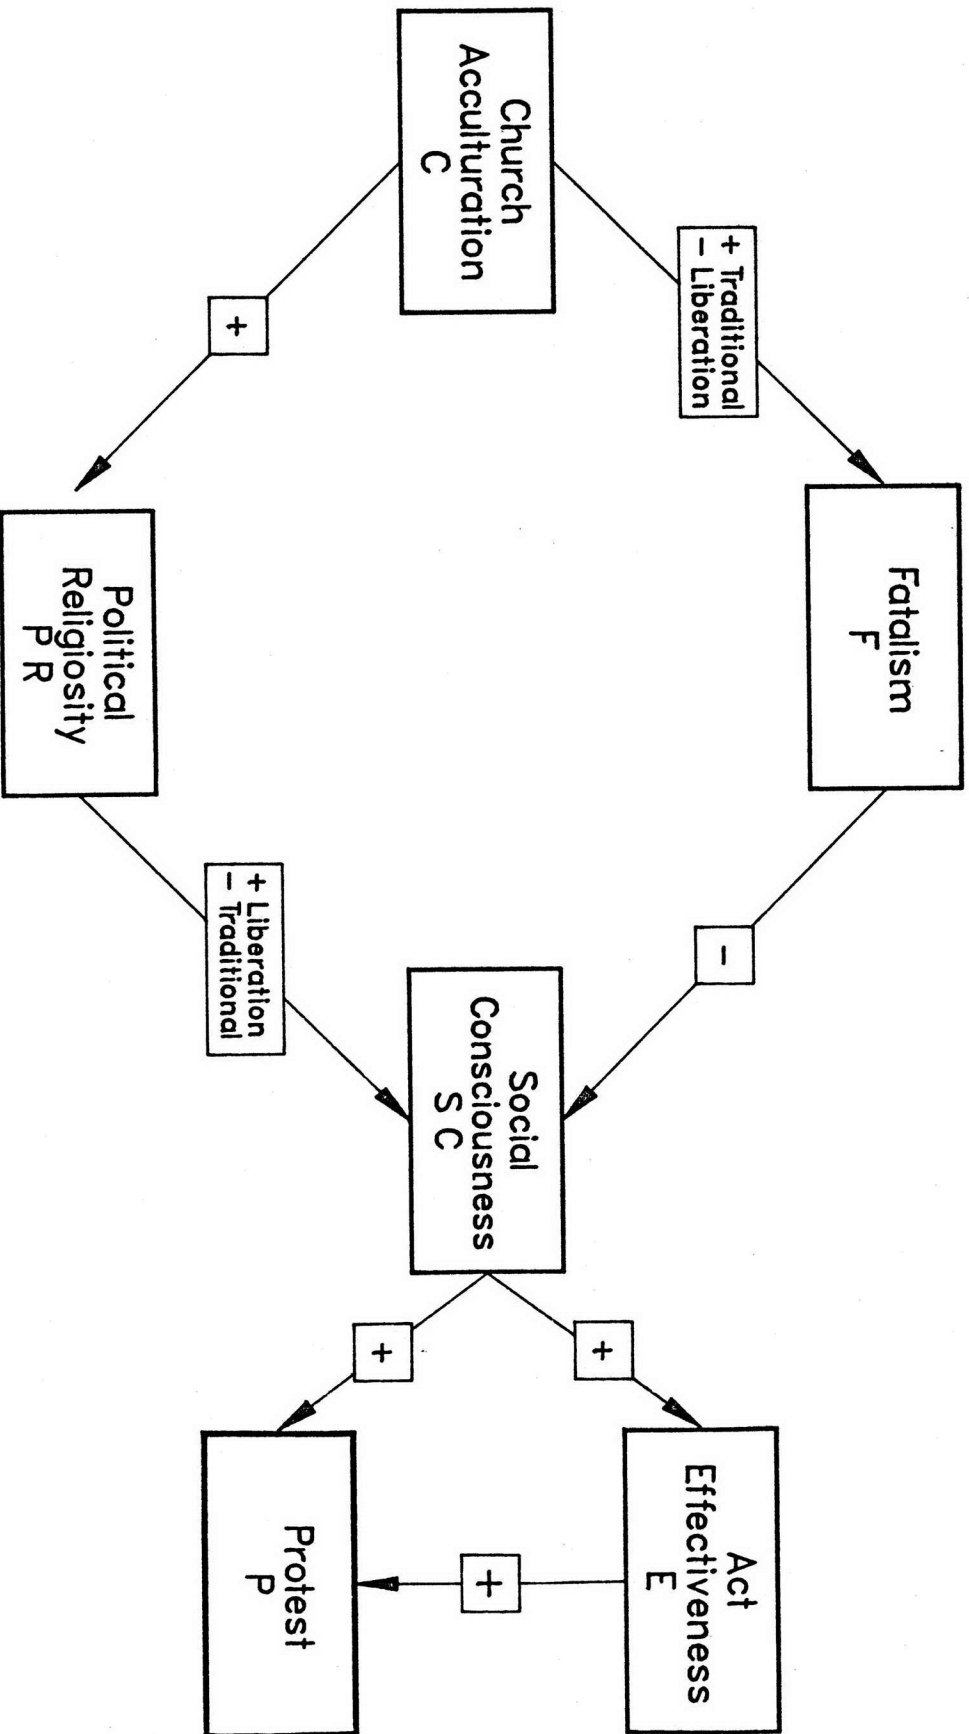 Church
Acculturation
C
+ Traditional
− Liberation
Fatalism
F
+
−
Political
Religiosity
P R
+ Liberation
− Traditional
Social
Consciousness
S C
+
+
Act
Effectiveness
E
+
Protest
P